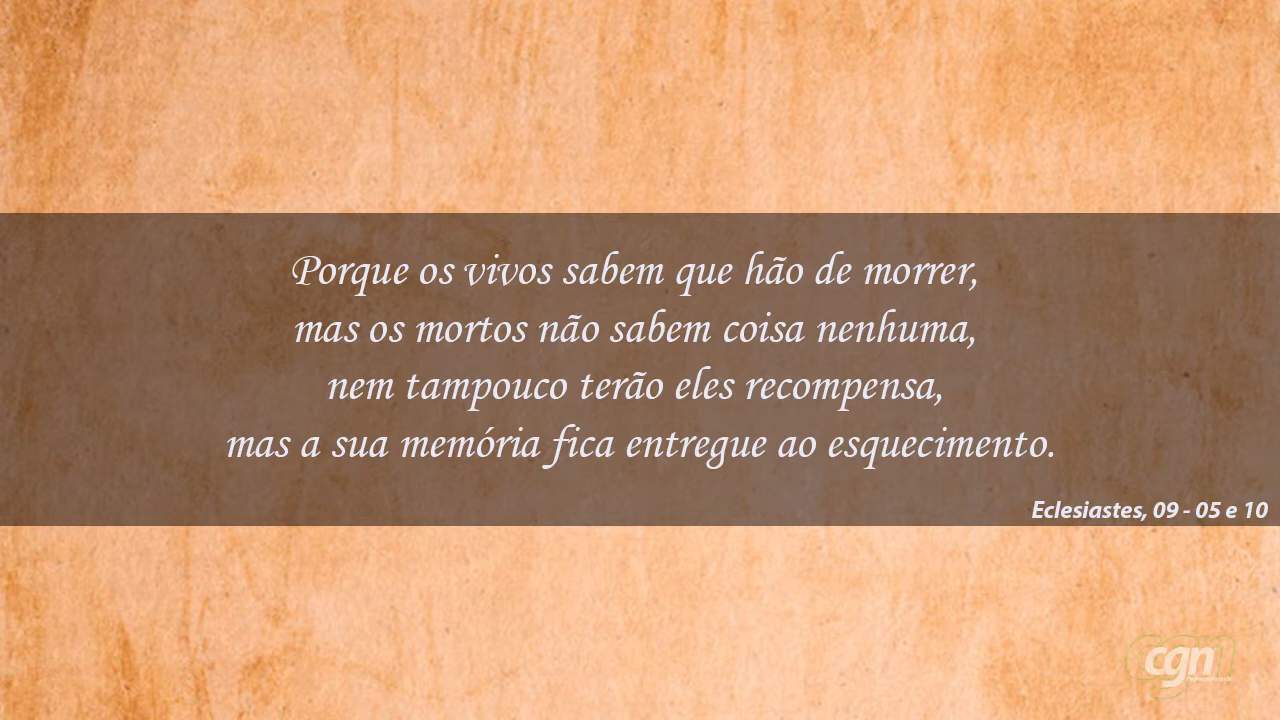 Porque os vivos sabem que hão de morrer,
mas os mortos não sabem coisa nenhuma,
nem tampouco terão eles recompensa,
mas a sua memória fica entregue ao esquecimento.
Eclesiastes, 09 - 05 e 10
cgn